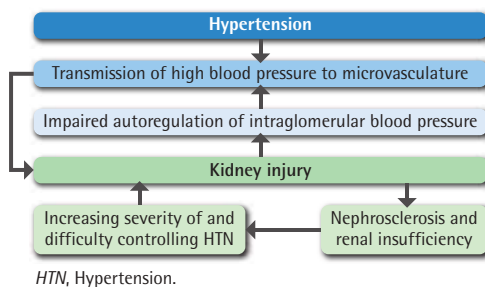 Hypertension
Transmission of high blood pressure to microvasculature
Impaired autoregulation of intraglomerular blood pressure
Kidney injury
Increasing severity of and
difficulty controlling HTN
Nephrosclerosis and
renal insufficiency
HTN, Hypertension.